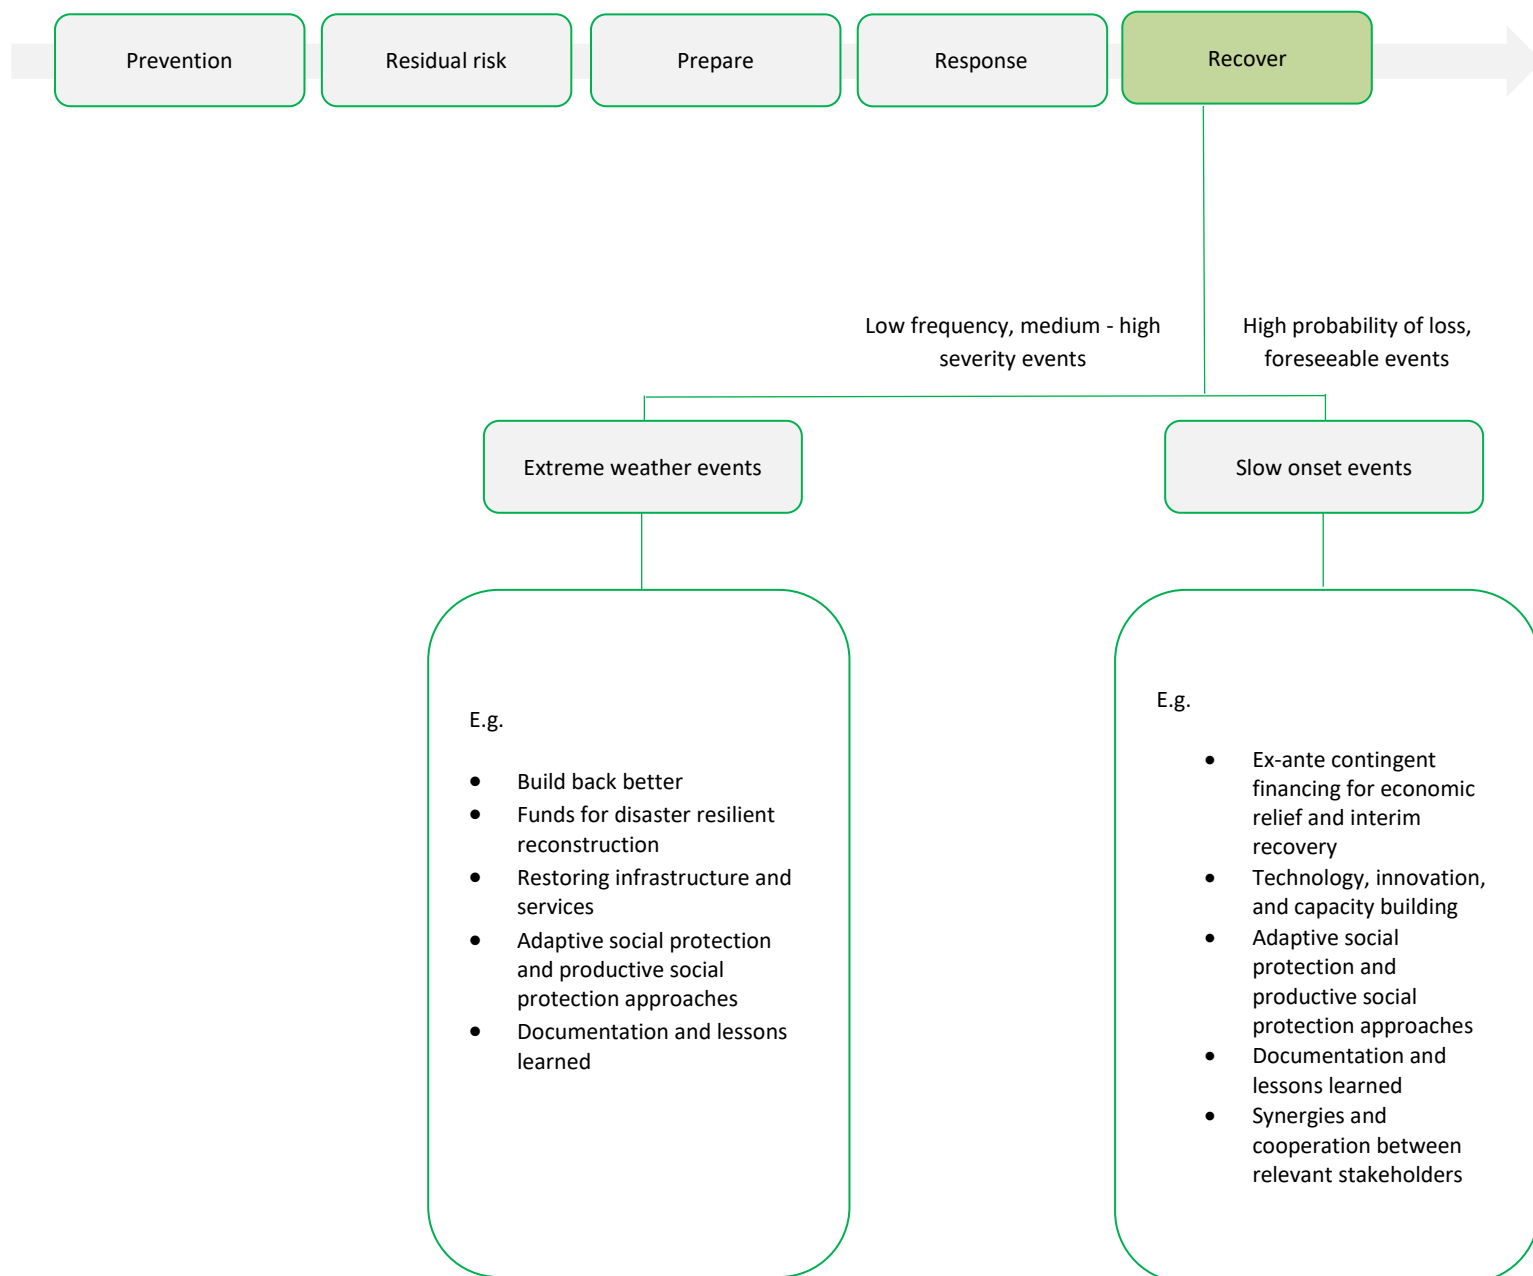 Prevention
Residual risk
Prepare
Response
Recover
Low frequency, medium - high
severity events
High probability of loss,
foreseeable events
Extreme weather events
Slow onset events
E.g.
● Build back better
● Funds for disaster resilient
reconstruction
● Restoring infrastructure and
services
● Adaptive social protection
and productive social
protection approaches
● Documentation and lessons
learned
E.g.
● Ex-ante contingent
financing for economic
relief and interim
recovery
● Technology, innovation,
and capacity building
● Adaptive social
protection and
productive social
protection approaches
● Documentation and
lessons learned
● Synergies and
cooperation between
relevant stakeholders